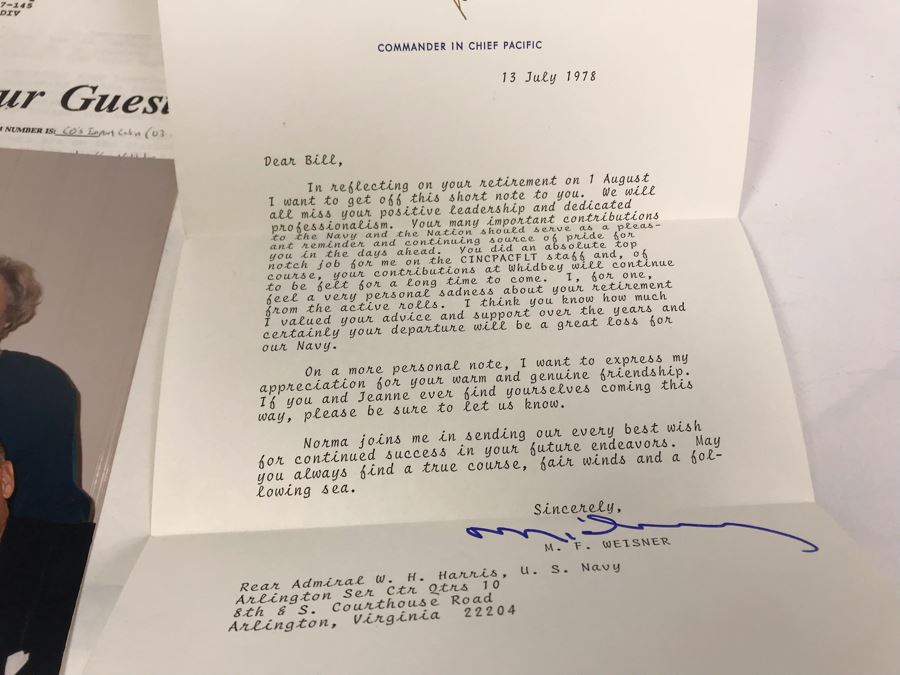 7-145
DIV
ur Guest
NUMBER IS:
COMMANDER IN CHIEF PACIFIC
13 July 1978
Dear Bill,
In reflecting on your retirement on 1 August
I want to get off this short note to you. We will
all miss your positive leadership and dedicated
professionalism. Your many important contributions
to the Navy and the Nation should serve as a pleas-
ant reminder and continuing source of pride for
you in the days ahead. You did an absolute top
notch job for me on the CINCPACFLT staff and, of
course, your contributions at Whidbey will continue
to be felt for a long time to come. I, for one,
feel a very personal sadness about your retirement
from the active rolls. I think you know how much
I valued your advice and support over the years and
certainly your departure will be a great loss for
our Navy.
On a more personal note, I want to express my
appreciation for your warm and genuine friendship.
If you and Jeanne ever find yourselves coming this
way, please be sure to let us know.
Norma joins me in sending our every best wish
for continued success in your future endeavors. May
you always find a true course, fair winds and a fol-
lowing sea.
Sincerely,
M. F. WEISNER
Rear Admiral W. H. Harris, U. S. Navy
Arlington Ser Ctr Qtrs 10
8th & S. Courthouse Road
Arlington, Virginia 22204